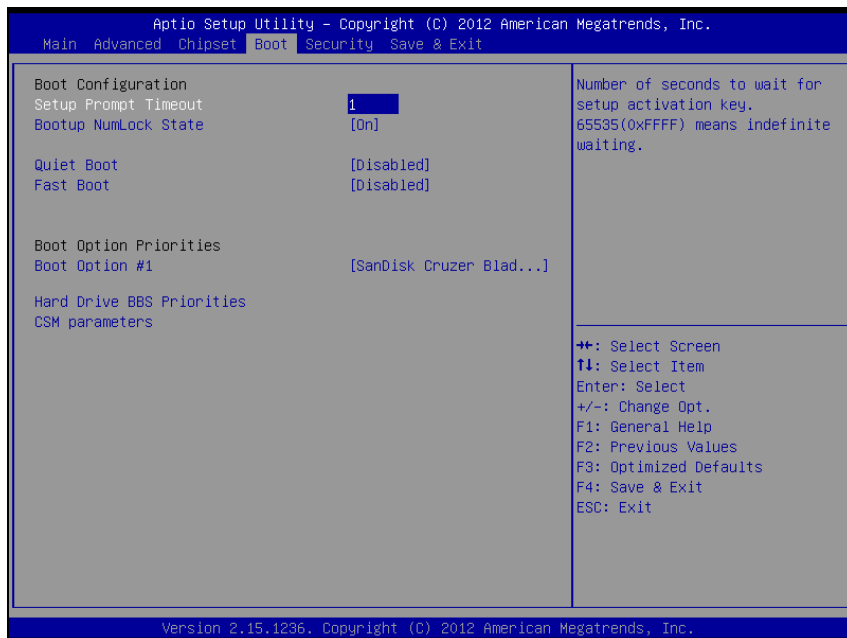 Aptio Setup Utility – Copyright (C) 2012 American Megatrends, Inc.
Main Advanced Chipset Boot Security Save & Exit
Boot Configuration
Setup Prompt Timeout 1
Bootup NumLock State [On]
Quiet Boot [Disabled]
Fast Boot [Disabled]
Boot Option Priorities
Boot Option #1 [SanDisk Cruzer Blad...]
Hard Drive BBS Priorities
CSM parameters
Number of seconds to wait for
setup activation key.
65535(0xFFFF) means indefinite
waiting.
→←: Select Screen
↑↓: Select Item
Enter: Select
+/-: Change Opt.
F1: General Help
F2: Previous Values
F3: Optimized Defaults
F4: Save & Exit
ESC: Exit
Version 2.15.1236. Copyright (C) 2012 American Megatrends, Inc.